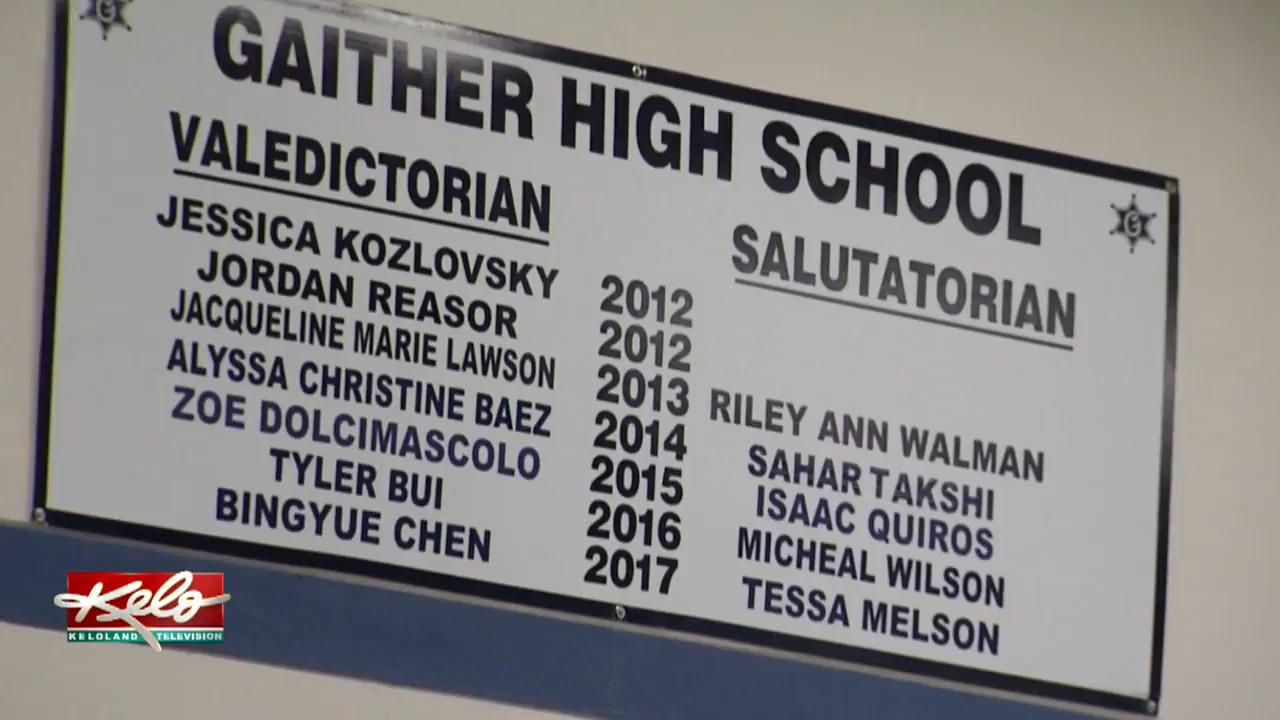 GAITHER HIGH SCHOOL
VALEDICTORIAN SALUTATORIAN
JESSICA KOZLOVSKY 2012
JORDAN REASOR 2012
JACQUELINE MARIE LAWSON 2013 RILEY ANN WALMAN
ALYSSA CHRISTINE BAEZ 2014 SAHAR TAKSHI
ZOE DOLCIMASCOLO 2015 ISAAC QUIROS
TYLER BUI 2016 MICHEAL WILSON
BINGYUE CHEN 2017 TESSA MELSON
G
G
Kelo
KELOLAND TELEVISION